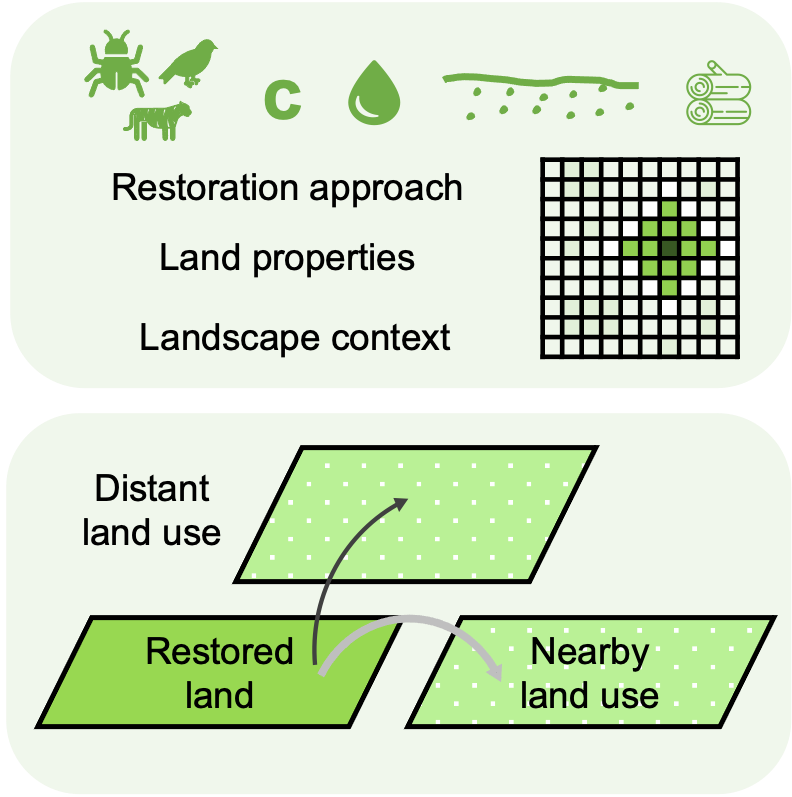 C
Restoration approach
Land properties
Landscape context
Distant
land use
Restored
land
Nearby
land use